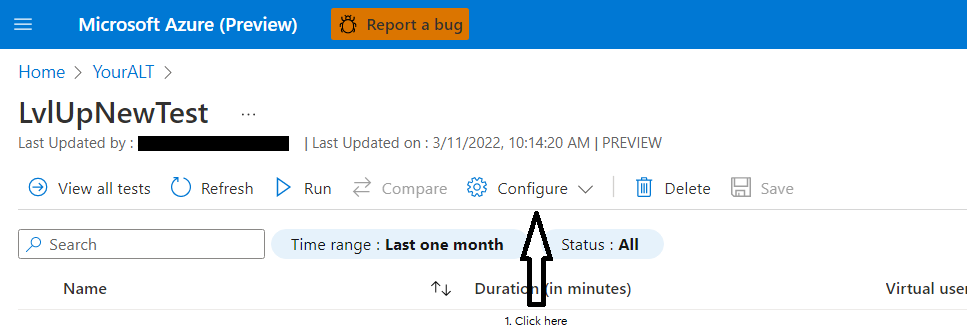 Microsoft Azure (Preview) Report a bug
Home > YourALT >
LvlUpNewTest ...
Last Updated by : | Last Updated on : 3/11/2022, 10:14:20 AM | PREVIEW
View all tests Refresh Run Compare Configure Delete Save
Search Time range : Last one month Status : All
Name Duration (in minutes) Virtual use
1. Click here